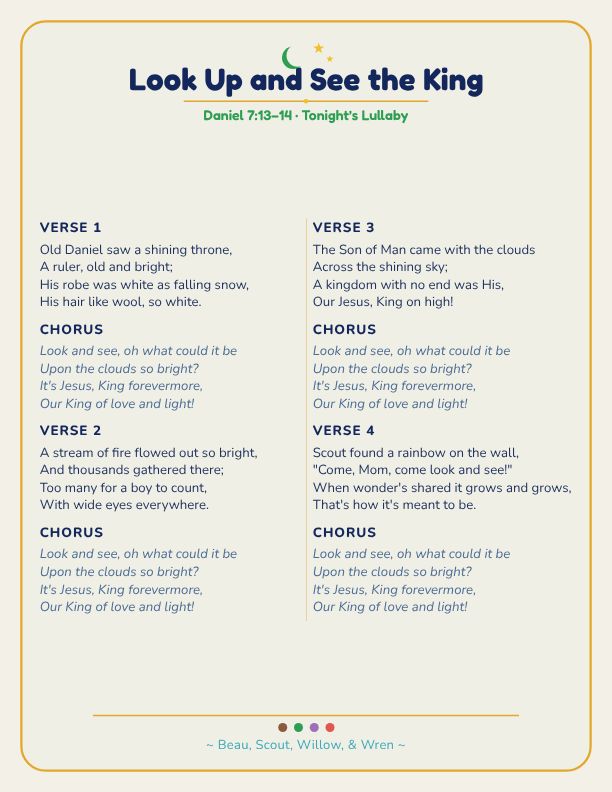 Look Up and See the King
Daniel 7:13–14 · Tonight's Lullaby
VERSE 1
Old Daniel saw a shining throne,
A ruler, old and bright;
His robe was white as falling snow,
His hair like wool, so white.
CHORUS
Look and see, oh what could it be
Upon the clouds so bright?
It's Jesus, King forevermore,
Our King of love and light!
VERSE 2
A stream of fire flowed out so bright,
And thousands gathered there;
Too many for a boy to count,
With wide eyes everywhere.
CHORUS
Look and see, oh what could it be
Upon the clouds so bright?
It's Jesus, King forevermore,
Our King of love and light!
VERSE 3
The Son of Man came with the clouds
Across the shining sky;
A kingdom with no end was His,
Our Jesus, King on high!
CHORUS
Look and see, oh what could it be
Upon the clouds so bright?
It's Jesus, King forevermore,
Our King of love and light!
VERSE 4
Scout found a rainbow on the wall,
"Come, Mom, come look and see!"
When wonder's shared it grows and grows,
That's how it's meant to be.
CHORUS
Look and see, oh what could it be
Upon the clouds so bright?
It's Jesus, King forevermore,
Our King of love and light!
~ Beau, Scout, Willow, & Wren ~